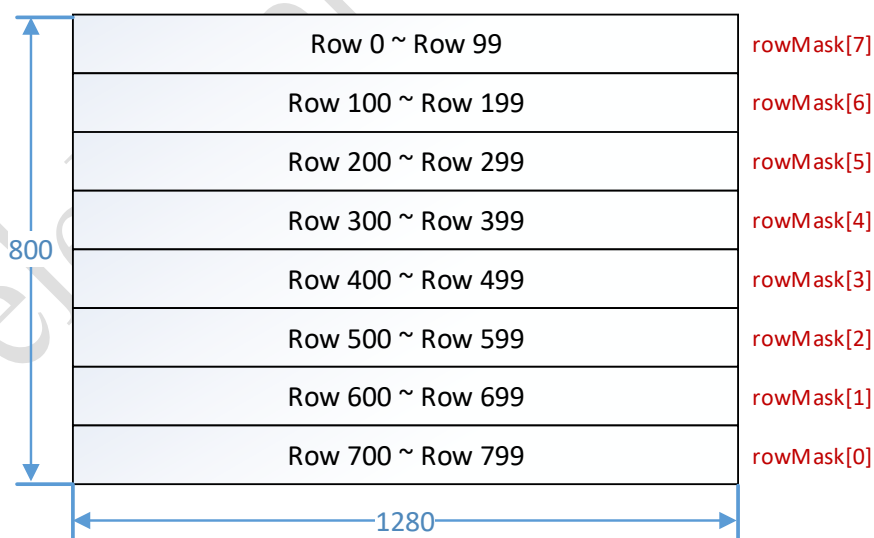 Row 0 ~ Row 99 rowMask[7]
Row 100 ~ Row 199 rowMask[6]
Row 200 ~ Row 299 rowMask[5]
Row 300 ~ Row 399 rowMask[4]
800
Row 400 ~ Row 499 rowMask[3]
Row 500 ~ Row 599 rowMask[2]
Row 600 ~ Row 699 rowMask[1]
Row 700 ~ Row 799 rowMask[0]
1280